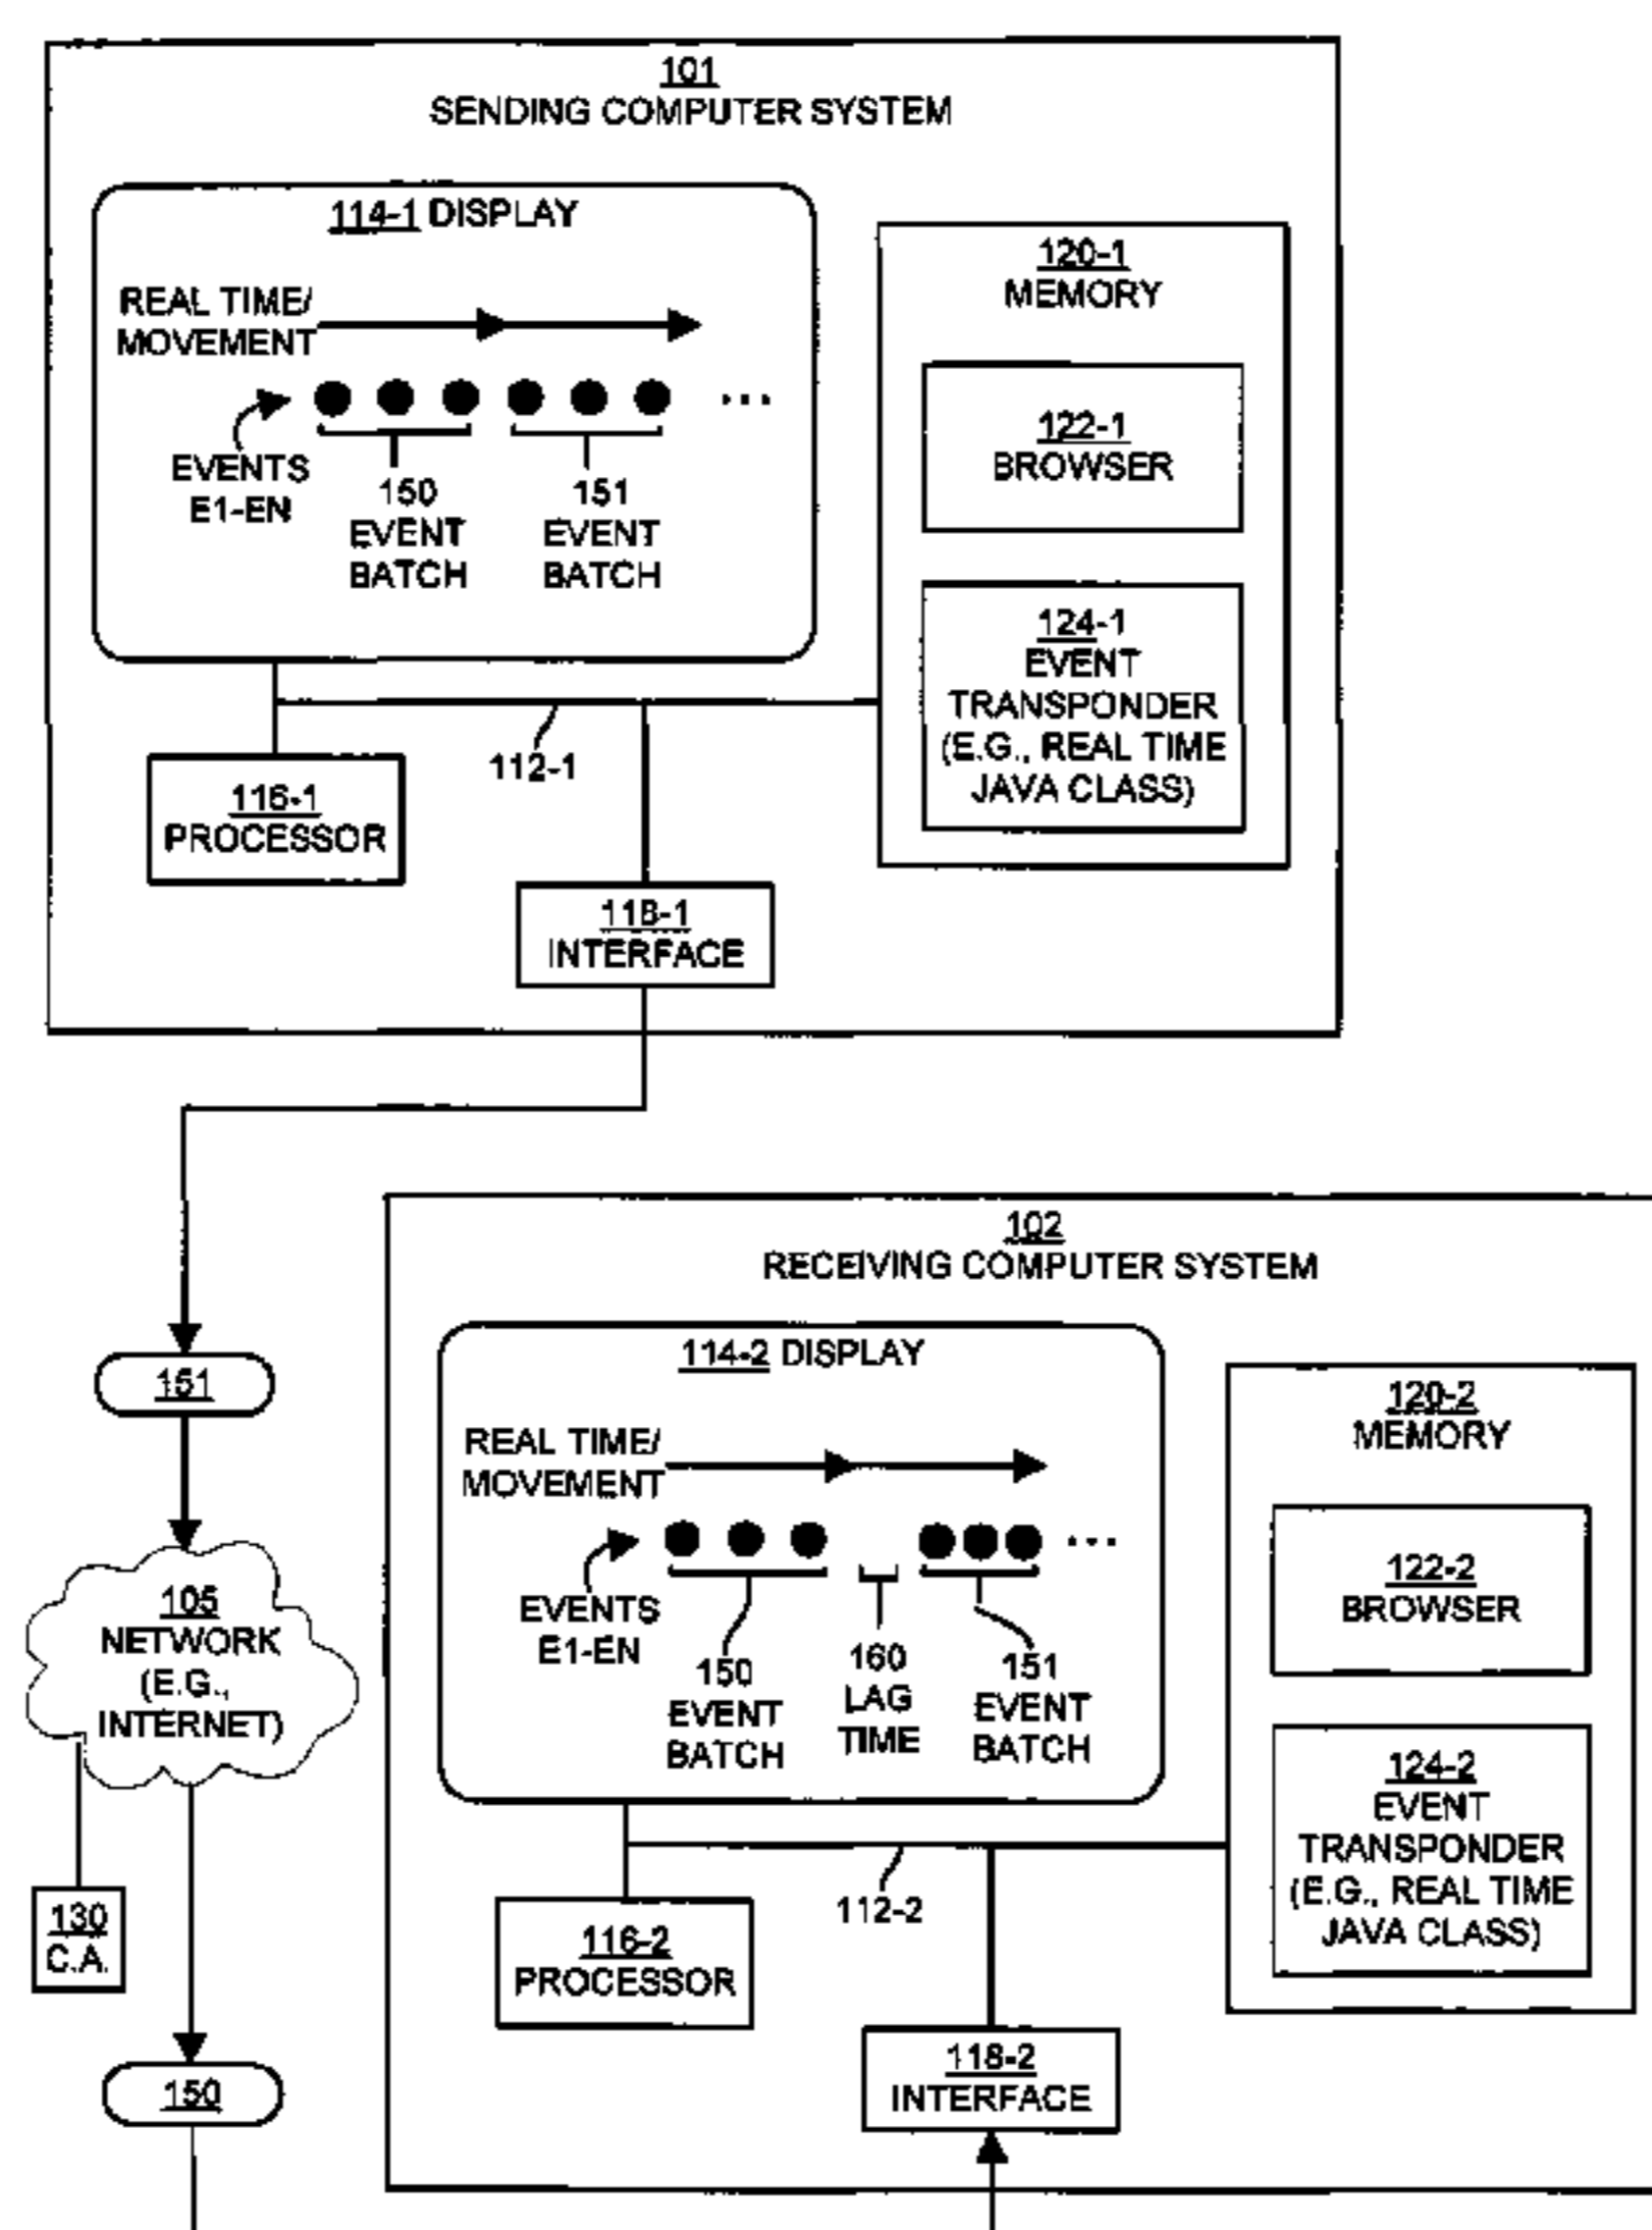 101
SENDING COMPUTER SYSTEM
114-1 DISPLAY
REAL TIME/
MOVEMENT
...
EVENTS
E1-EN
150
EVENT
BATCH
151
EVENT
BATCH
120-1
MEMORY
122-1
BROWSER
124-1
EVENT
TRANSPONDER
(E.G., REAL TIME
JAVA CLASS)
112-1
116-1
PROCESSOR
118-1
INTERFACE
102
RECEIVING COMPUTER SYSTEM
151
114-2 DISPLAY
REAL TIME/
MOVEMENT
...
EVENTS
E1-EN
150
EVENT
BATCH
160
LAG
TIME
151
EVENT
BATCH
120-2
MEMORY
122-2
BROWSER
124-2
EVENT
TRANSPONDER
(E.G., REAL TIME
JAVA CLASS)
105
NETWORK
(E.G.,
INTERNET)
130
C.A.
112-2
116-2
PROCESSOR
118-2
INTERFACE
150